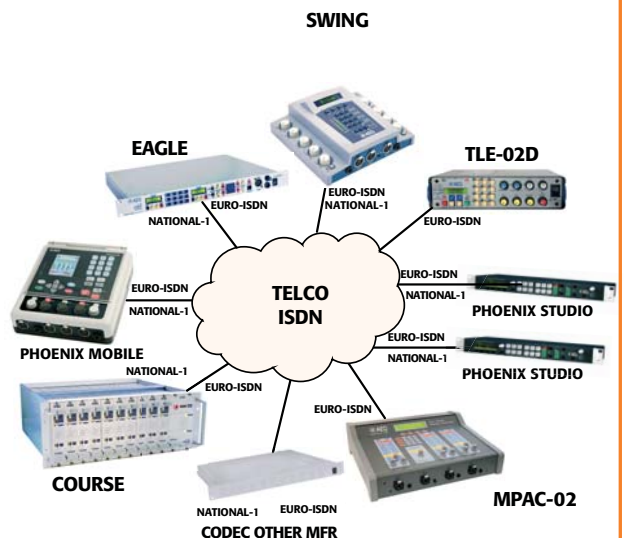 SWING
EAGLE
TLE-02D
EURO-ISDN
NATIONAL-1
EURO-ISDN
NATIONAL-1
EURO-ISDN
EURO-ISDN
NATIONAL-1
PHOENIX MOBILE
TELCO
ISDN
EURO-ISDN
NATIONAL-1
PHOENIX STUDIO
EURO-ISDN
NATIONAL-1
PHOENIX STUDIO
NATIONAL-1
EURO-ISDN
COURSE
EURO-ISDN
MPAC-02
NATIONAL-1
EURO-ISDN
CODEC OTHER MFR